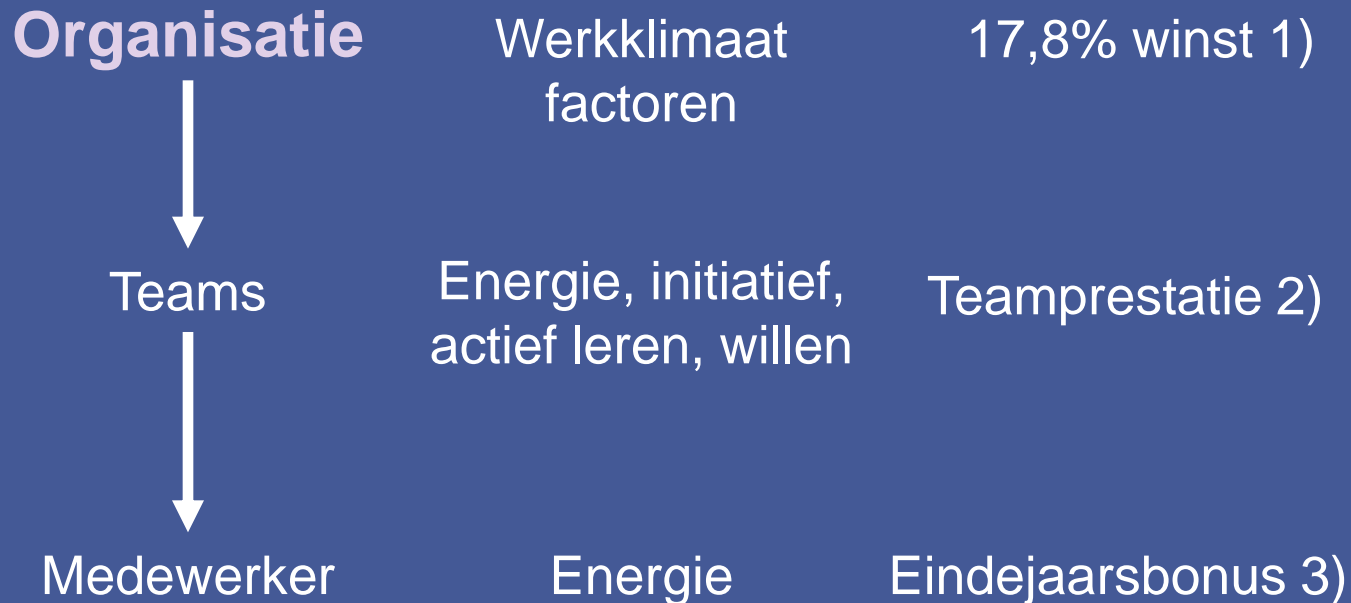 Organisatie
Werkklimaat
factoren
17,8% winst 1)
Teams
Energie, initiatief,
actief leren, willen
Teamprestatie 2)
Medewerker
Energie
Eindejaarsbonus 3)